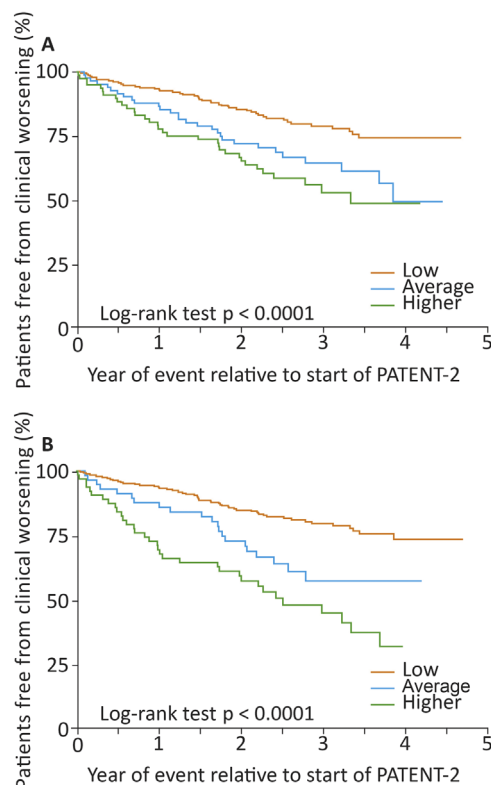 A
Patients free from clinical worsening (%)
100
75
50
25
0
Low
Average
Higher
Log-rank test p < 0.0001
0 1 2 3 4 5
Year of event relative to start of PATENT-2
B
Patients free from clinical worsening (%)
100
75
50
25
0
Low
Average
Higher
Log-rank test p < 0.0001
0 1 2 3 4 5
Year of event relative to start of PATENT-2